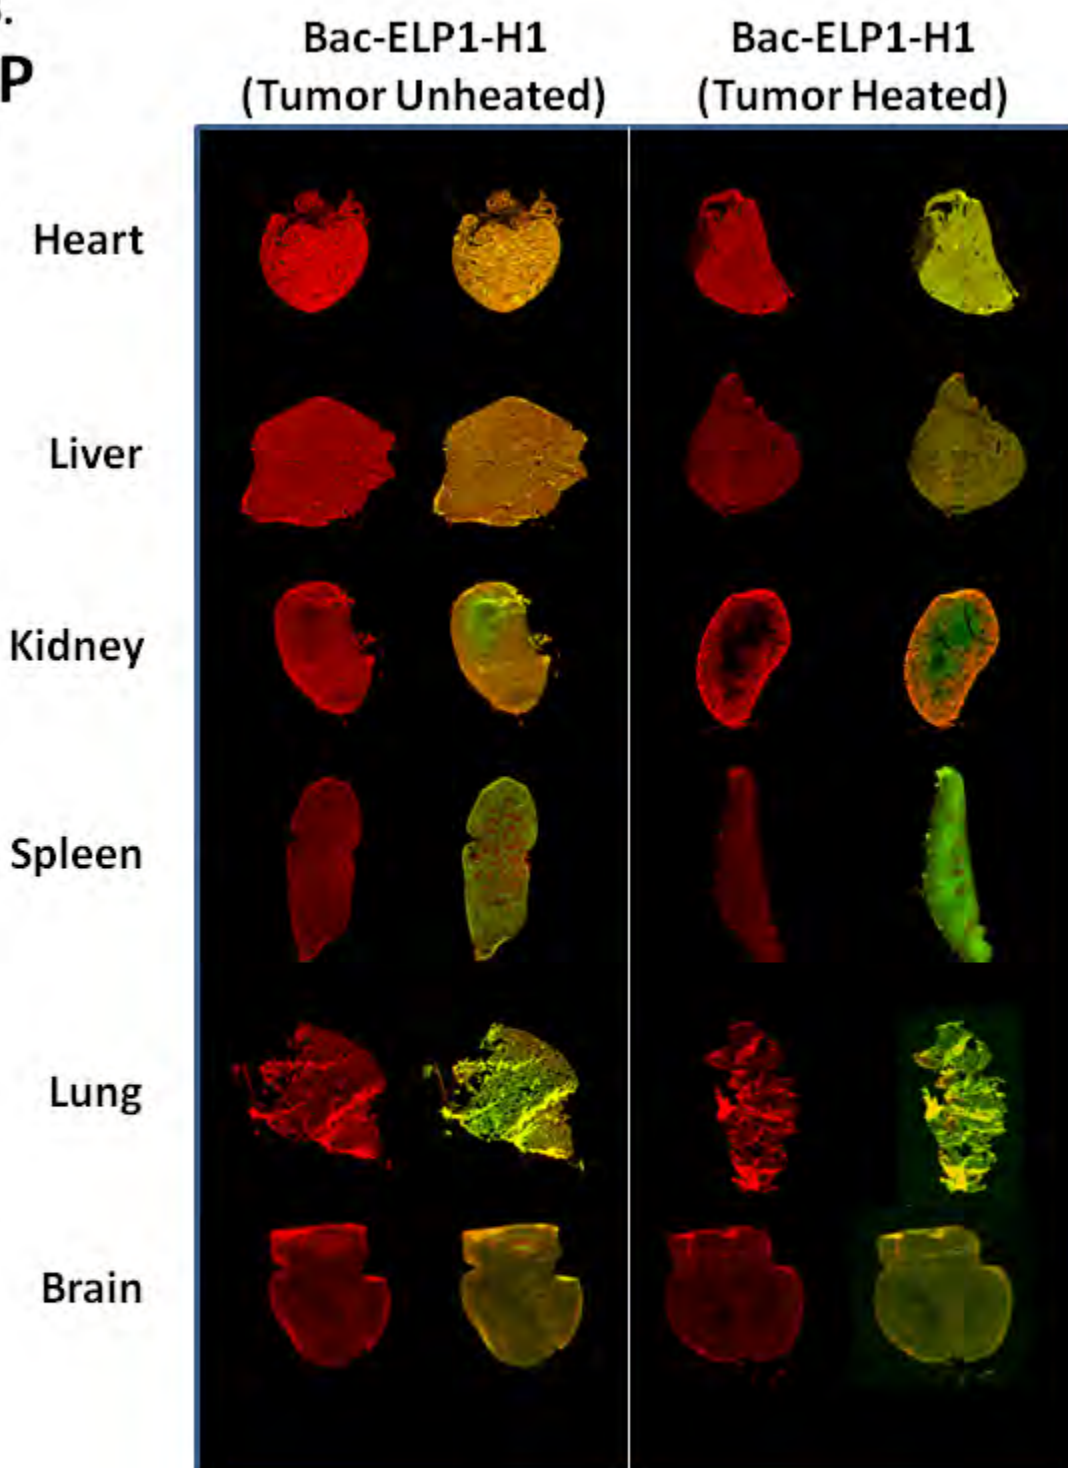 P
Bac-ELP1-H1
(Tumor Unheated)
Bac-ELP1-H1
(Tumor Heated)
Heart
Liver
Kidney
Spleen
Lung
Brain